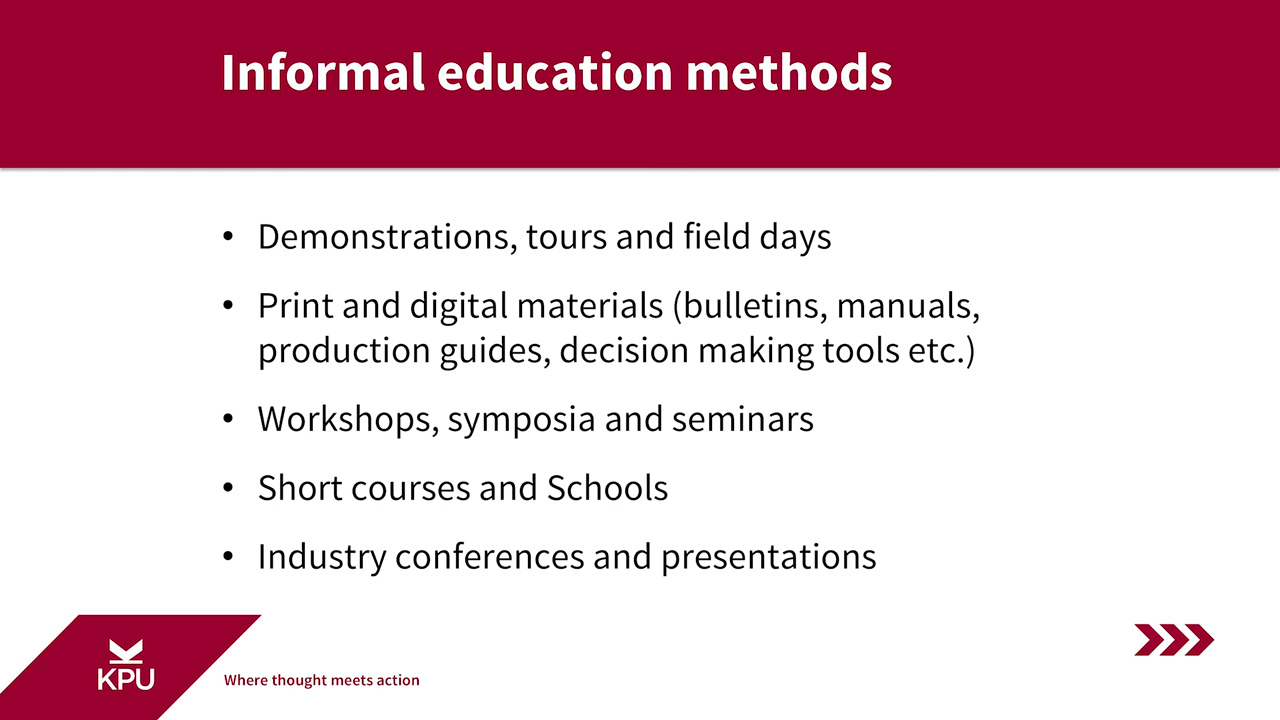 Informal education methods
• Demonstrations, tours and field days
• Print and digital materials (bulletins, manuals,
production guides, decision making tools etc.)
• Workshops, symposia and seminars
• Short courses and Schools
• Industry conferences and presentations
KPU
Where thought meets action